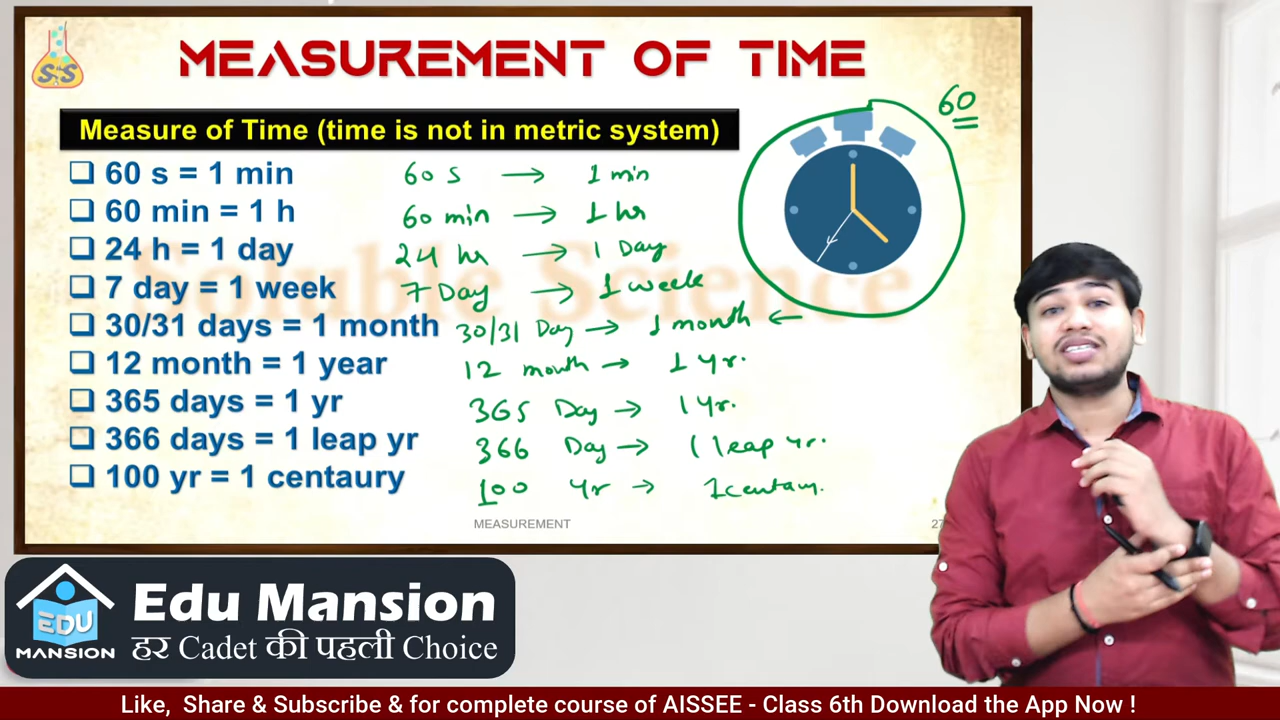 S S
MEASUREMENT OF TIME
60
Measure of Time (time is not in metric system)
60 s = 1 min
60 s → 1 min
60 min = 1 h
60 min → 1 hr
24 h = 1 day
24 hr → 1 Day
Soluble Science
7 day = 1 week
7 Day → 1 week
30/31 days = 1 month
30/31 Day → 1 month ←
12 month = 1 year
12 month → 1 yr.
365 days = 1 yr
365 Day → 1 yr.
366 days = 1 leap yr
366 Day → 1 leap yr.
100 yr = 1 centaury
100 yr → 1 centaury.
MEASUREMENT
27
EDU
MANSION
Edu Mansion
हर Cadet की पहली Choice
Like, Share & Subscribe & for complete course of AISSEE - Class 6th Download the App Now !